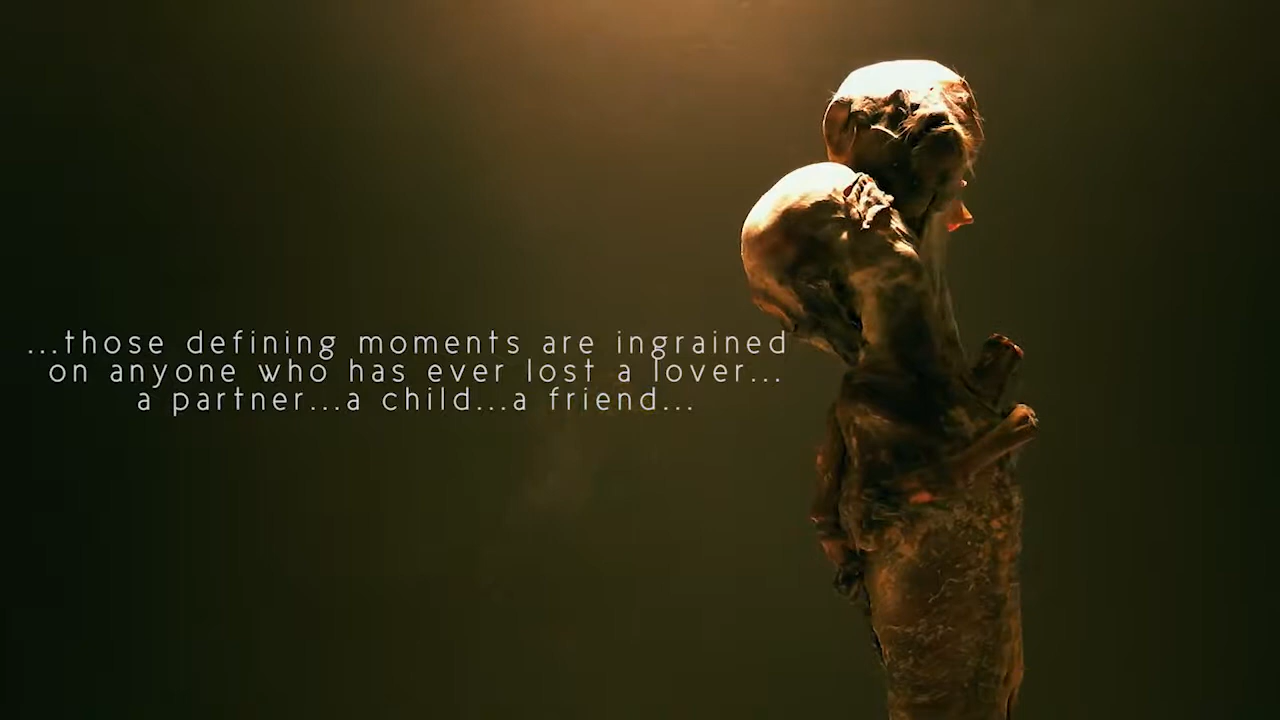 ...those defining moments are ingrained
on anyone who has ever lost a lover...
a partner...a child...a friend...